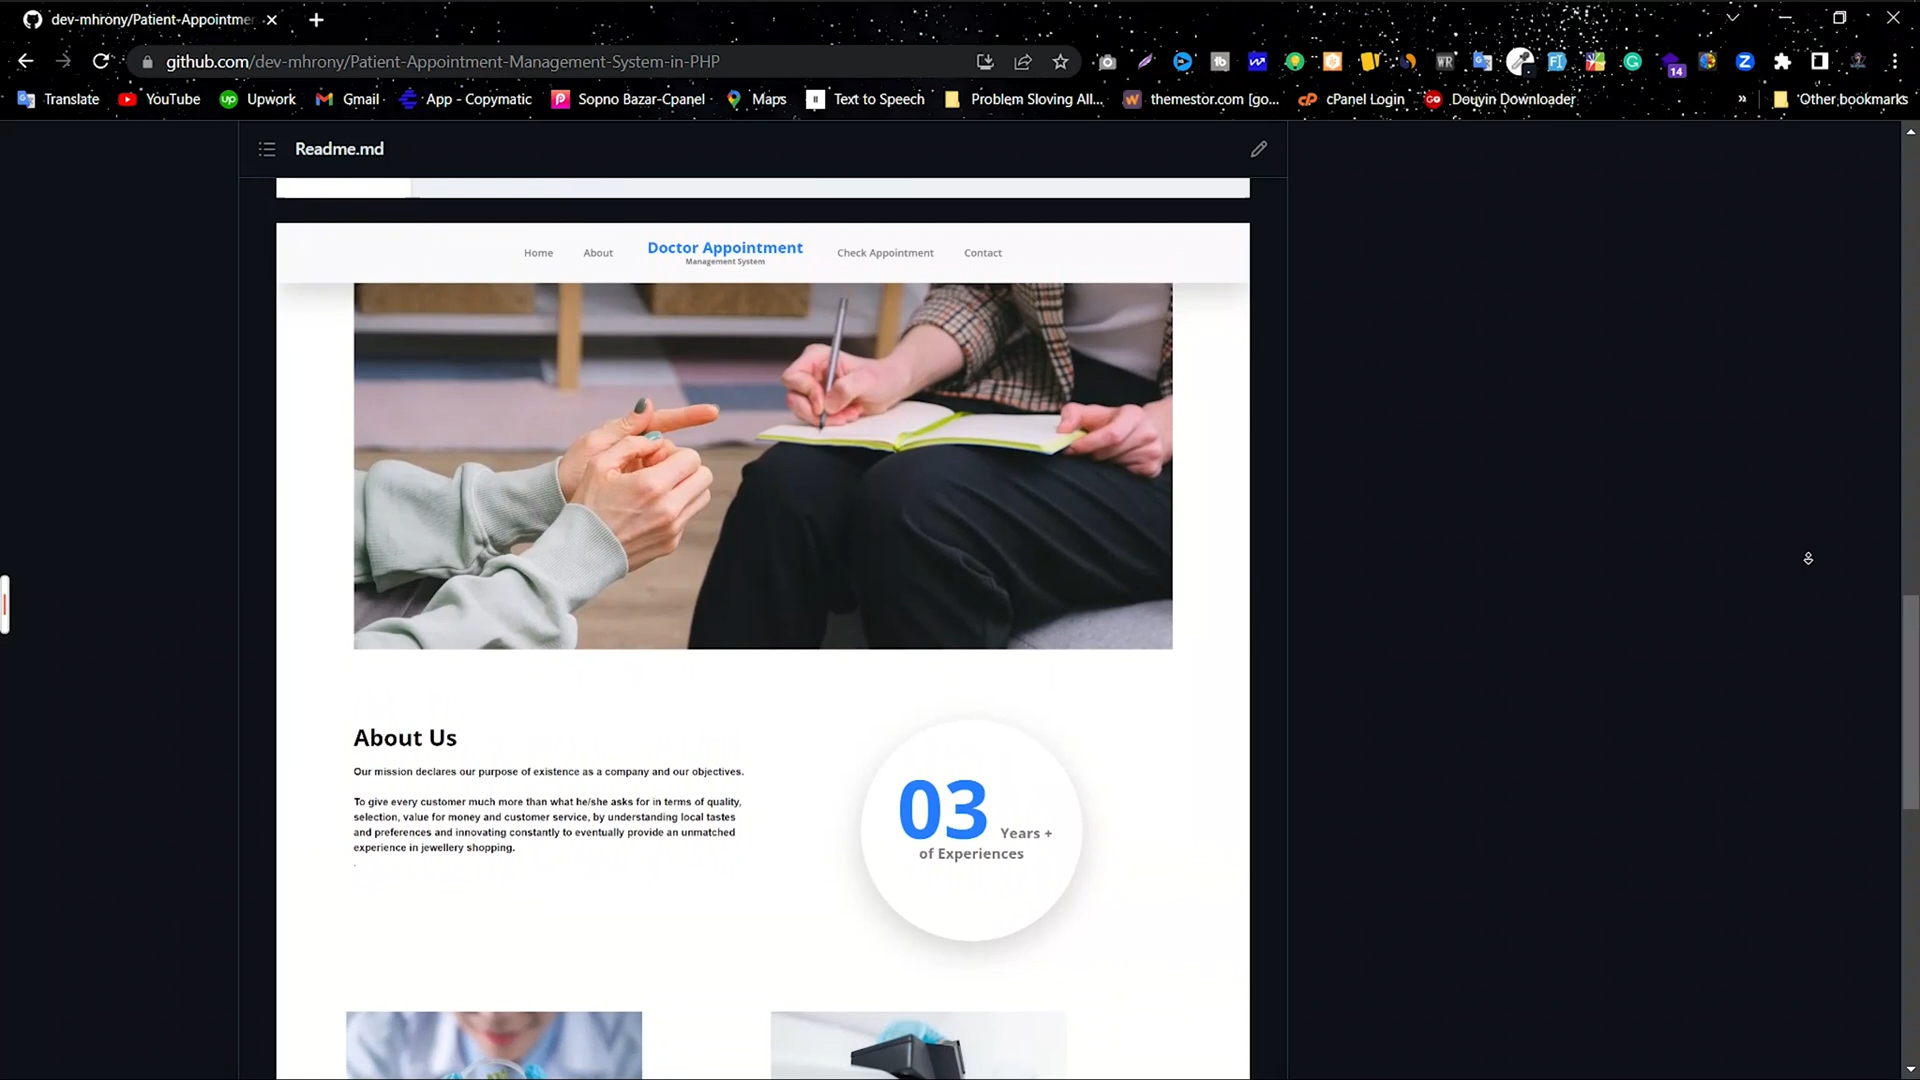 dev-mhrony/Patient-Appointmer
github.com/dev-mhrony/Patient-Appointment-Management-System-in-PHP
14
Translate YouTube Upwork Gmail App - Copymatic Sopno Bazar-Cpanel Maps Text to Speech Problem Sloving All... themestor.com [go... cPanel Login Douyin Downloader » Other bookmarks
Readme.md
Home About Doctor Appointment Check Appointment Contact
Management System
About Us
Our mission declares our purpose of existence as a company and our objectives.
To give every customer much more than what he/she asks for in terms of quality,
selection, value for money and customer service, by understanding local tastes
and preferences and innovating constantly to eventually provide an unmatched
experience in jewellery shopping.
.
03 Years +
of Experiences